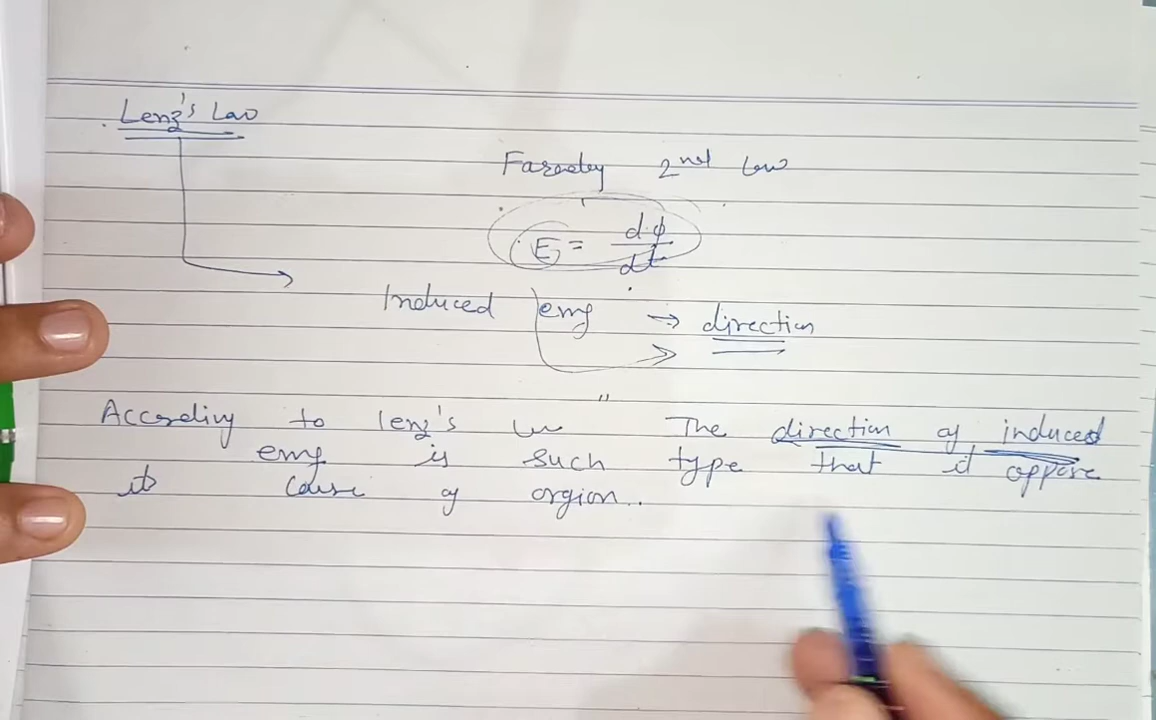 Lenz's Law
Faraday 2nd Law
E = dφ/dt
Induced emf → direction
According to lenz's law " The direction of induced
emf is such type that it oppose
its cause of orgion.